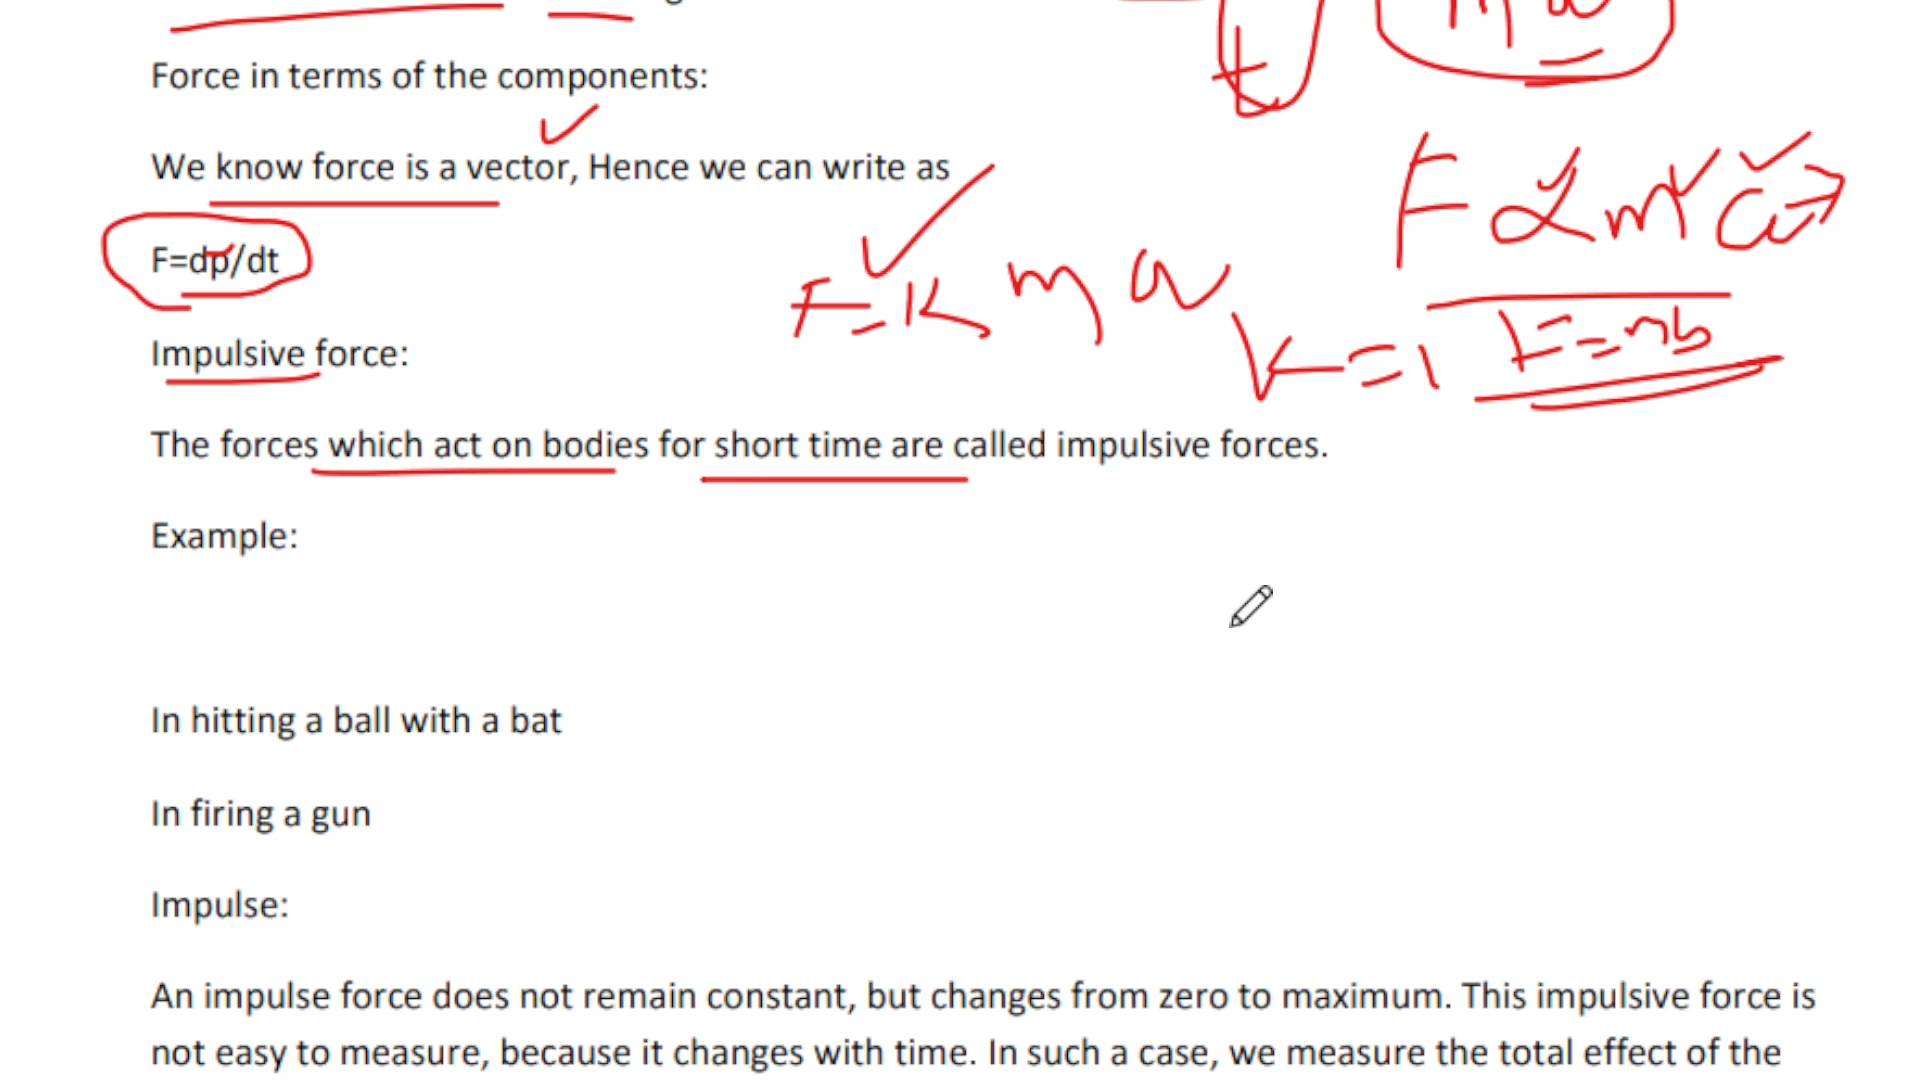 t
ma
Force in terms of the components:
We know force is a vector, Hence we can write as
F α m a
F=dp/dt
F=K m a
K=1
Impulsive force:
The forces which act on bodies for short time are called impulsive forces.
Example:
In hitting a ball with a bat
In firing a gun
Impulse:
An impulse force does not remain constant, but changes from zero to maximum. This impulsive force is
not easy to measure, because it changes with time. In such a case, we measure the total effect of the